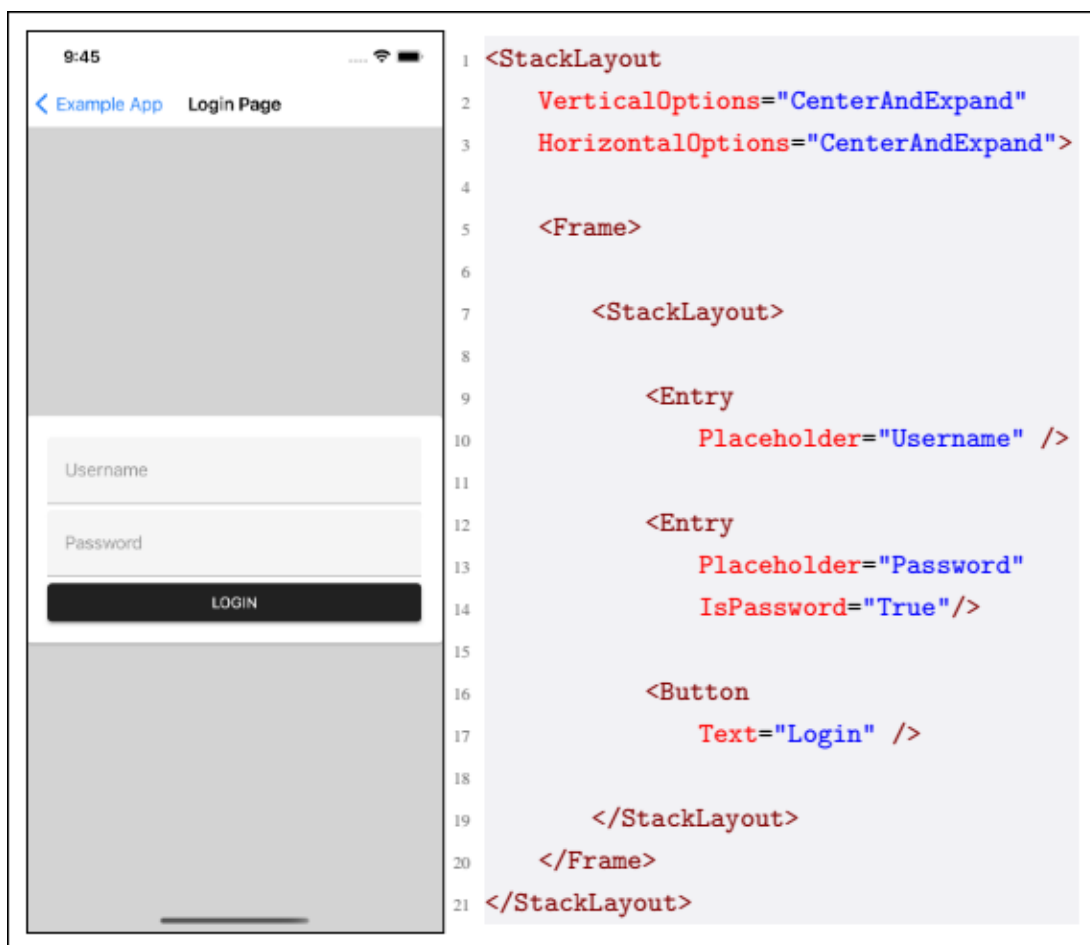 9:45
Example App Login Page
Username
Password
LOGIN
1 <StackLayout
2 VerticalOptions="CenterAndExpand"
3 HorizontalOptions="CenterAndExpand">
4
5 <Frame>
6
7 <StackLayout>
8
9 <Entry
10 Placeholder="Username" />
11
12 <Entry
13 Placeholder="Password"
14 IsPassword="True"/>
15
16 <Button
17 Text="Login" />
18
19 </StackLayout>
20 </Frame>
21 </StackLayout>